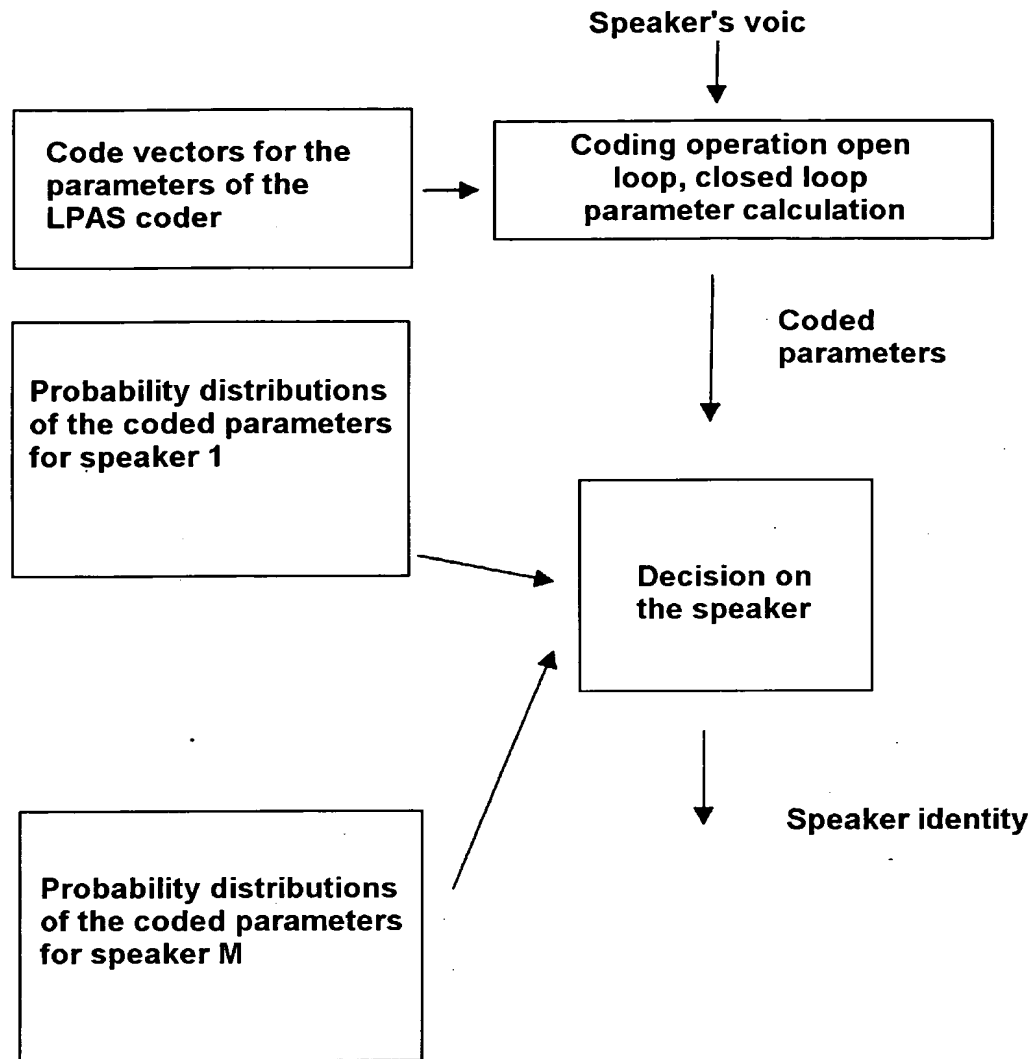 Speaker's voic
Code vectors for the
parameters of the
LPAS coder
Coding operation open
loop, closed loop
parameter calculation
Coded
parameters
Probability distributions
of the coded parameters
for speaker 1
Decision on
the speaker
Speaker identity
Probability distributions
of the coded parameters
for speaker M